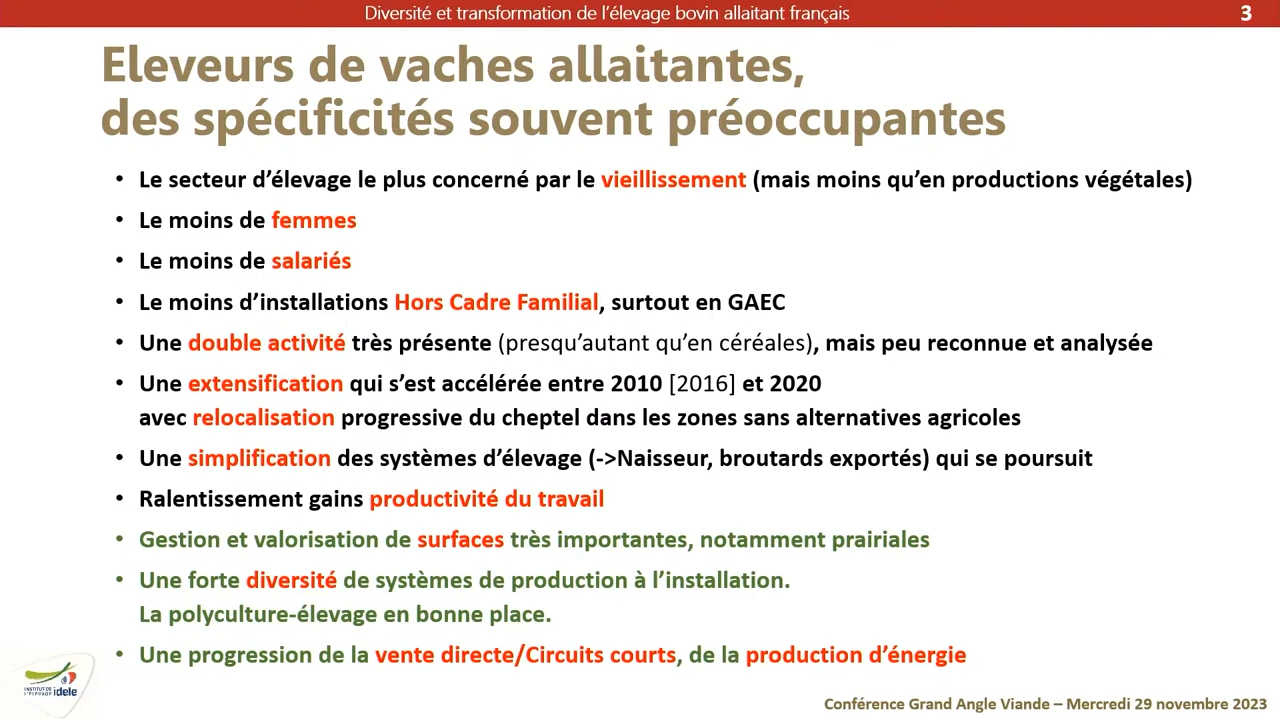 Diversité et transformation de l’élevage bovin allaitant français
3
Eleveurs de vaches allaitantes,
des spécificités souvent préoccupantes
• Le secteur d’élevage le plus concerné par le vieillissement (mais moins qu’en productions végétales)
• Le moins de femmes
• Le moins de salariés
• Le moins d’installations Hors Cadre Familial, surtout en GAEC
• Une double activité très présente (presqu’autant qu’en céréales), mais peu reconnue et analysée
• Une extensification qui s’est accélérée entre 2010 [2016] et 2020
avec relocalisation progressive du cheptel dans les zones sans alternatives agricoles
• Une simplification des systèmes d’élevage (->Naisseur, broutards exportés) qui se poursuit
• Ralentissement gains productivité du travail
• Gestion et valorisation de surfaces très importantes, notamment prairiales
• Une forte diversité de systèmes de production à l’installation.
La polyculture-élevage en bonne place.
• Une progression de la vente directe/Circuits courts, de la production d’énergie
INSTITUT DE
L'ELEVAGE idele
Conférence Grand Angle Viande – Mercredi 29 novembre 2023